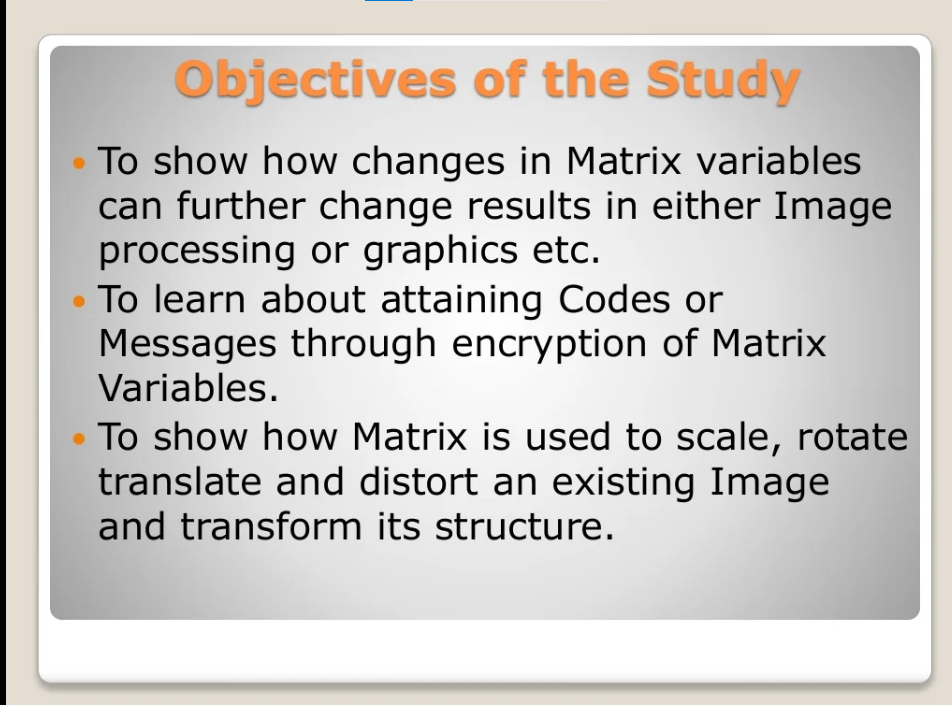 Objectives of the Study
• To show how changes in Matrix variables
can further change results in either Image
processing or graphics etc.
• To learn about attaining Codes or
Messages through encryption of Matrix
Variables.
• To show how Matrix is used to scale, rotate
translate and distort an existing Image
and transform its structure.